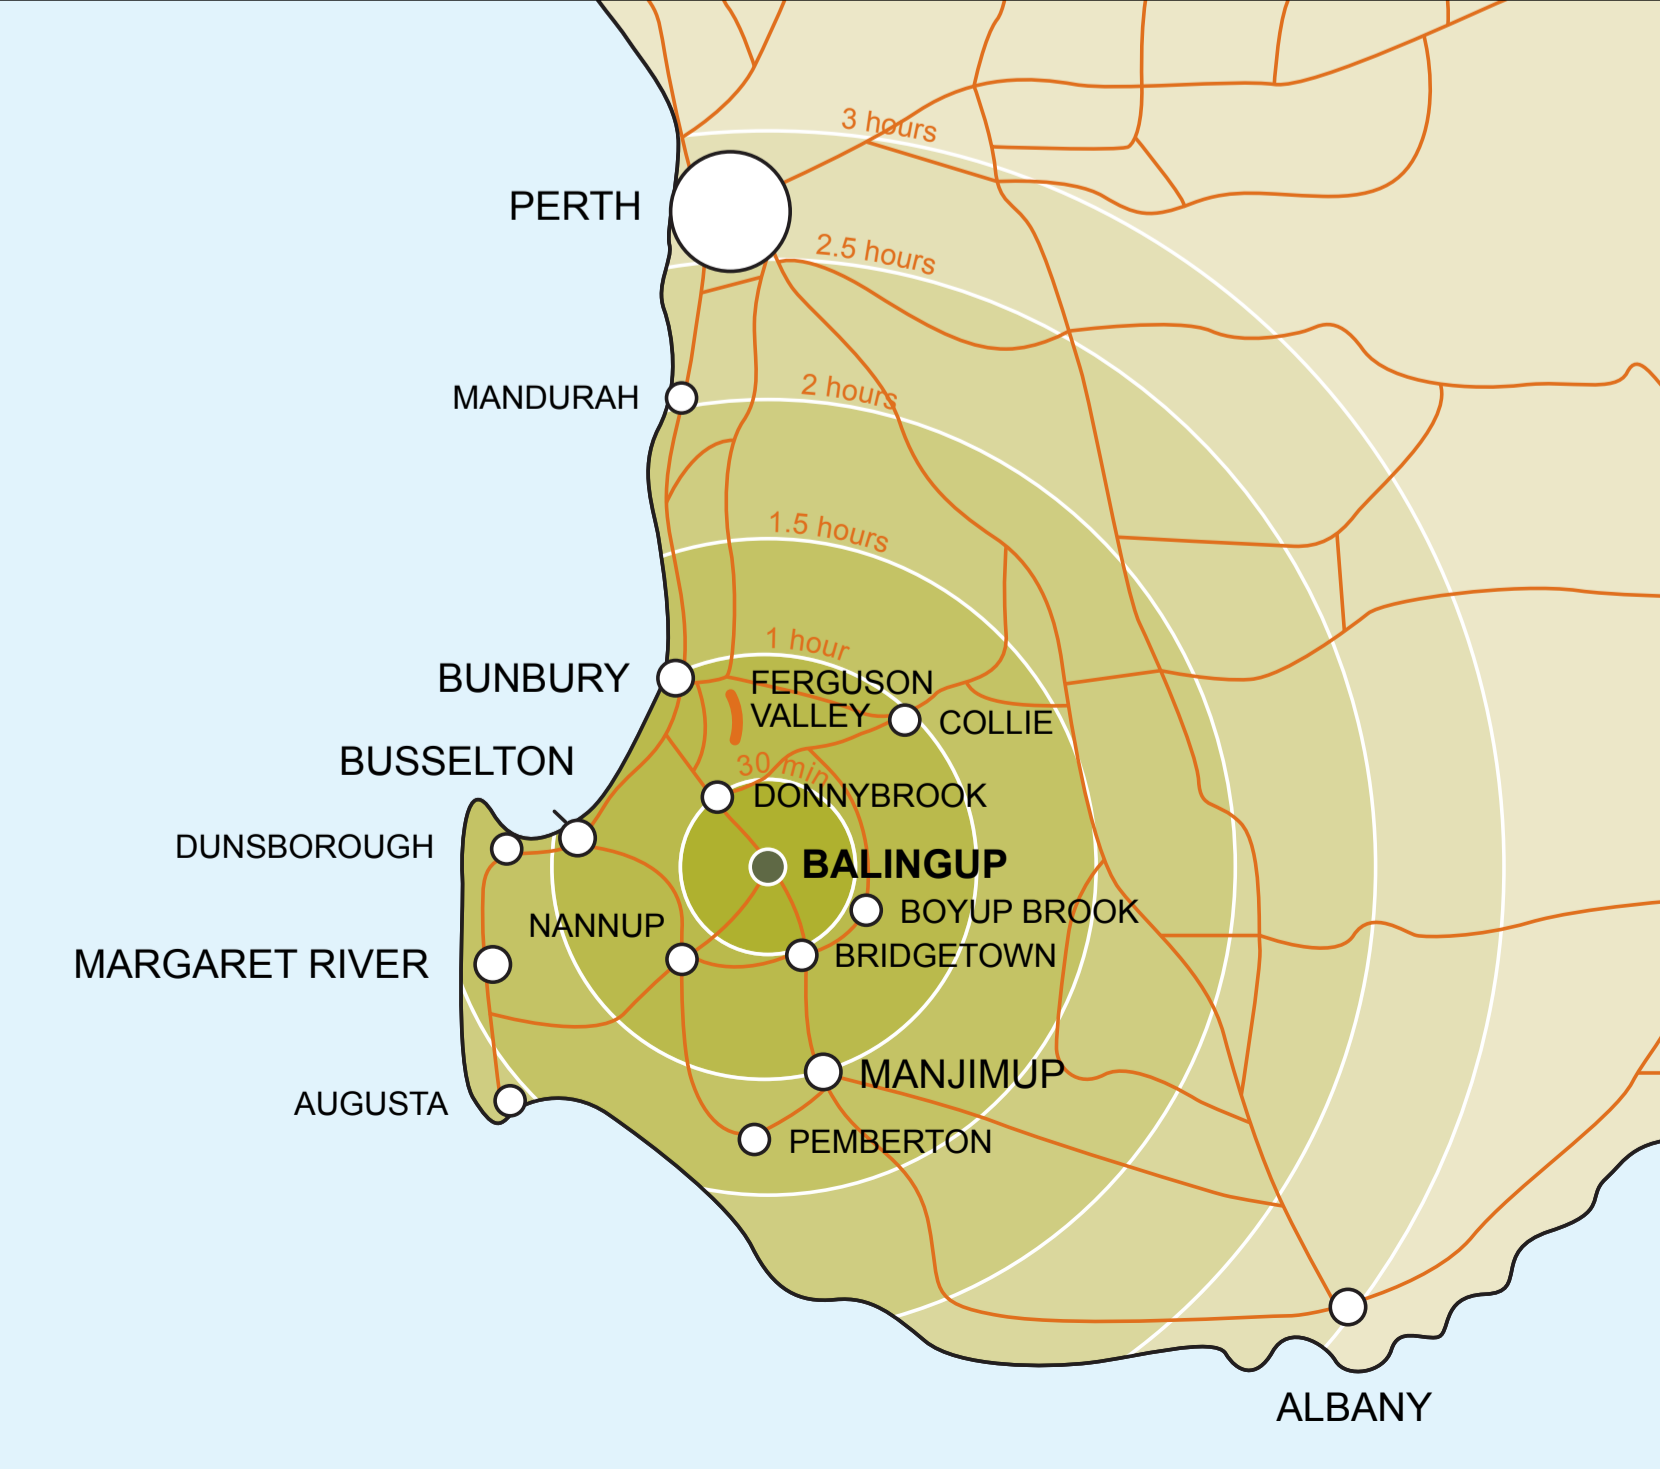 3 hours
PERTH
2.5 hours
2 hours
MANDURAH
1.5 hours
1 hour
BUNBURY
FERGUSON
VALLEY
COLLIE
BUSSELTON
30 min
DONNYBROOK
DUNSBOROUGH
BALINGUP
BOYUP BROOK
NANNUP
BRIDGETOWN
MARGARET RIVER
MANJIMUP
AUGUSTA
PEMBERTON
ALBANY